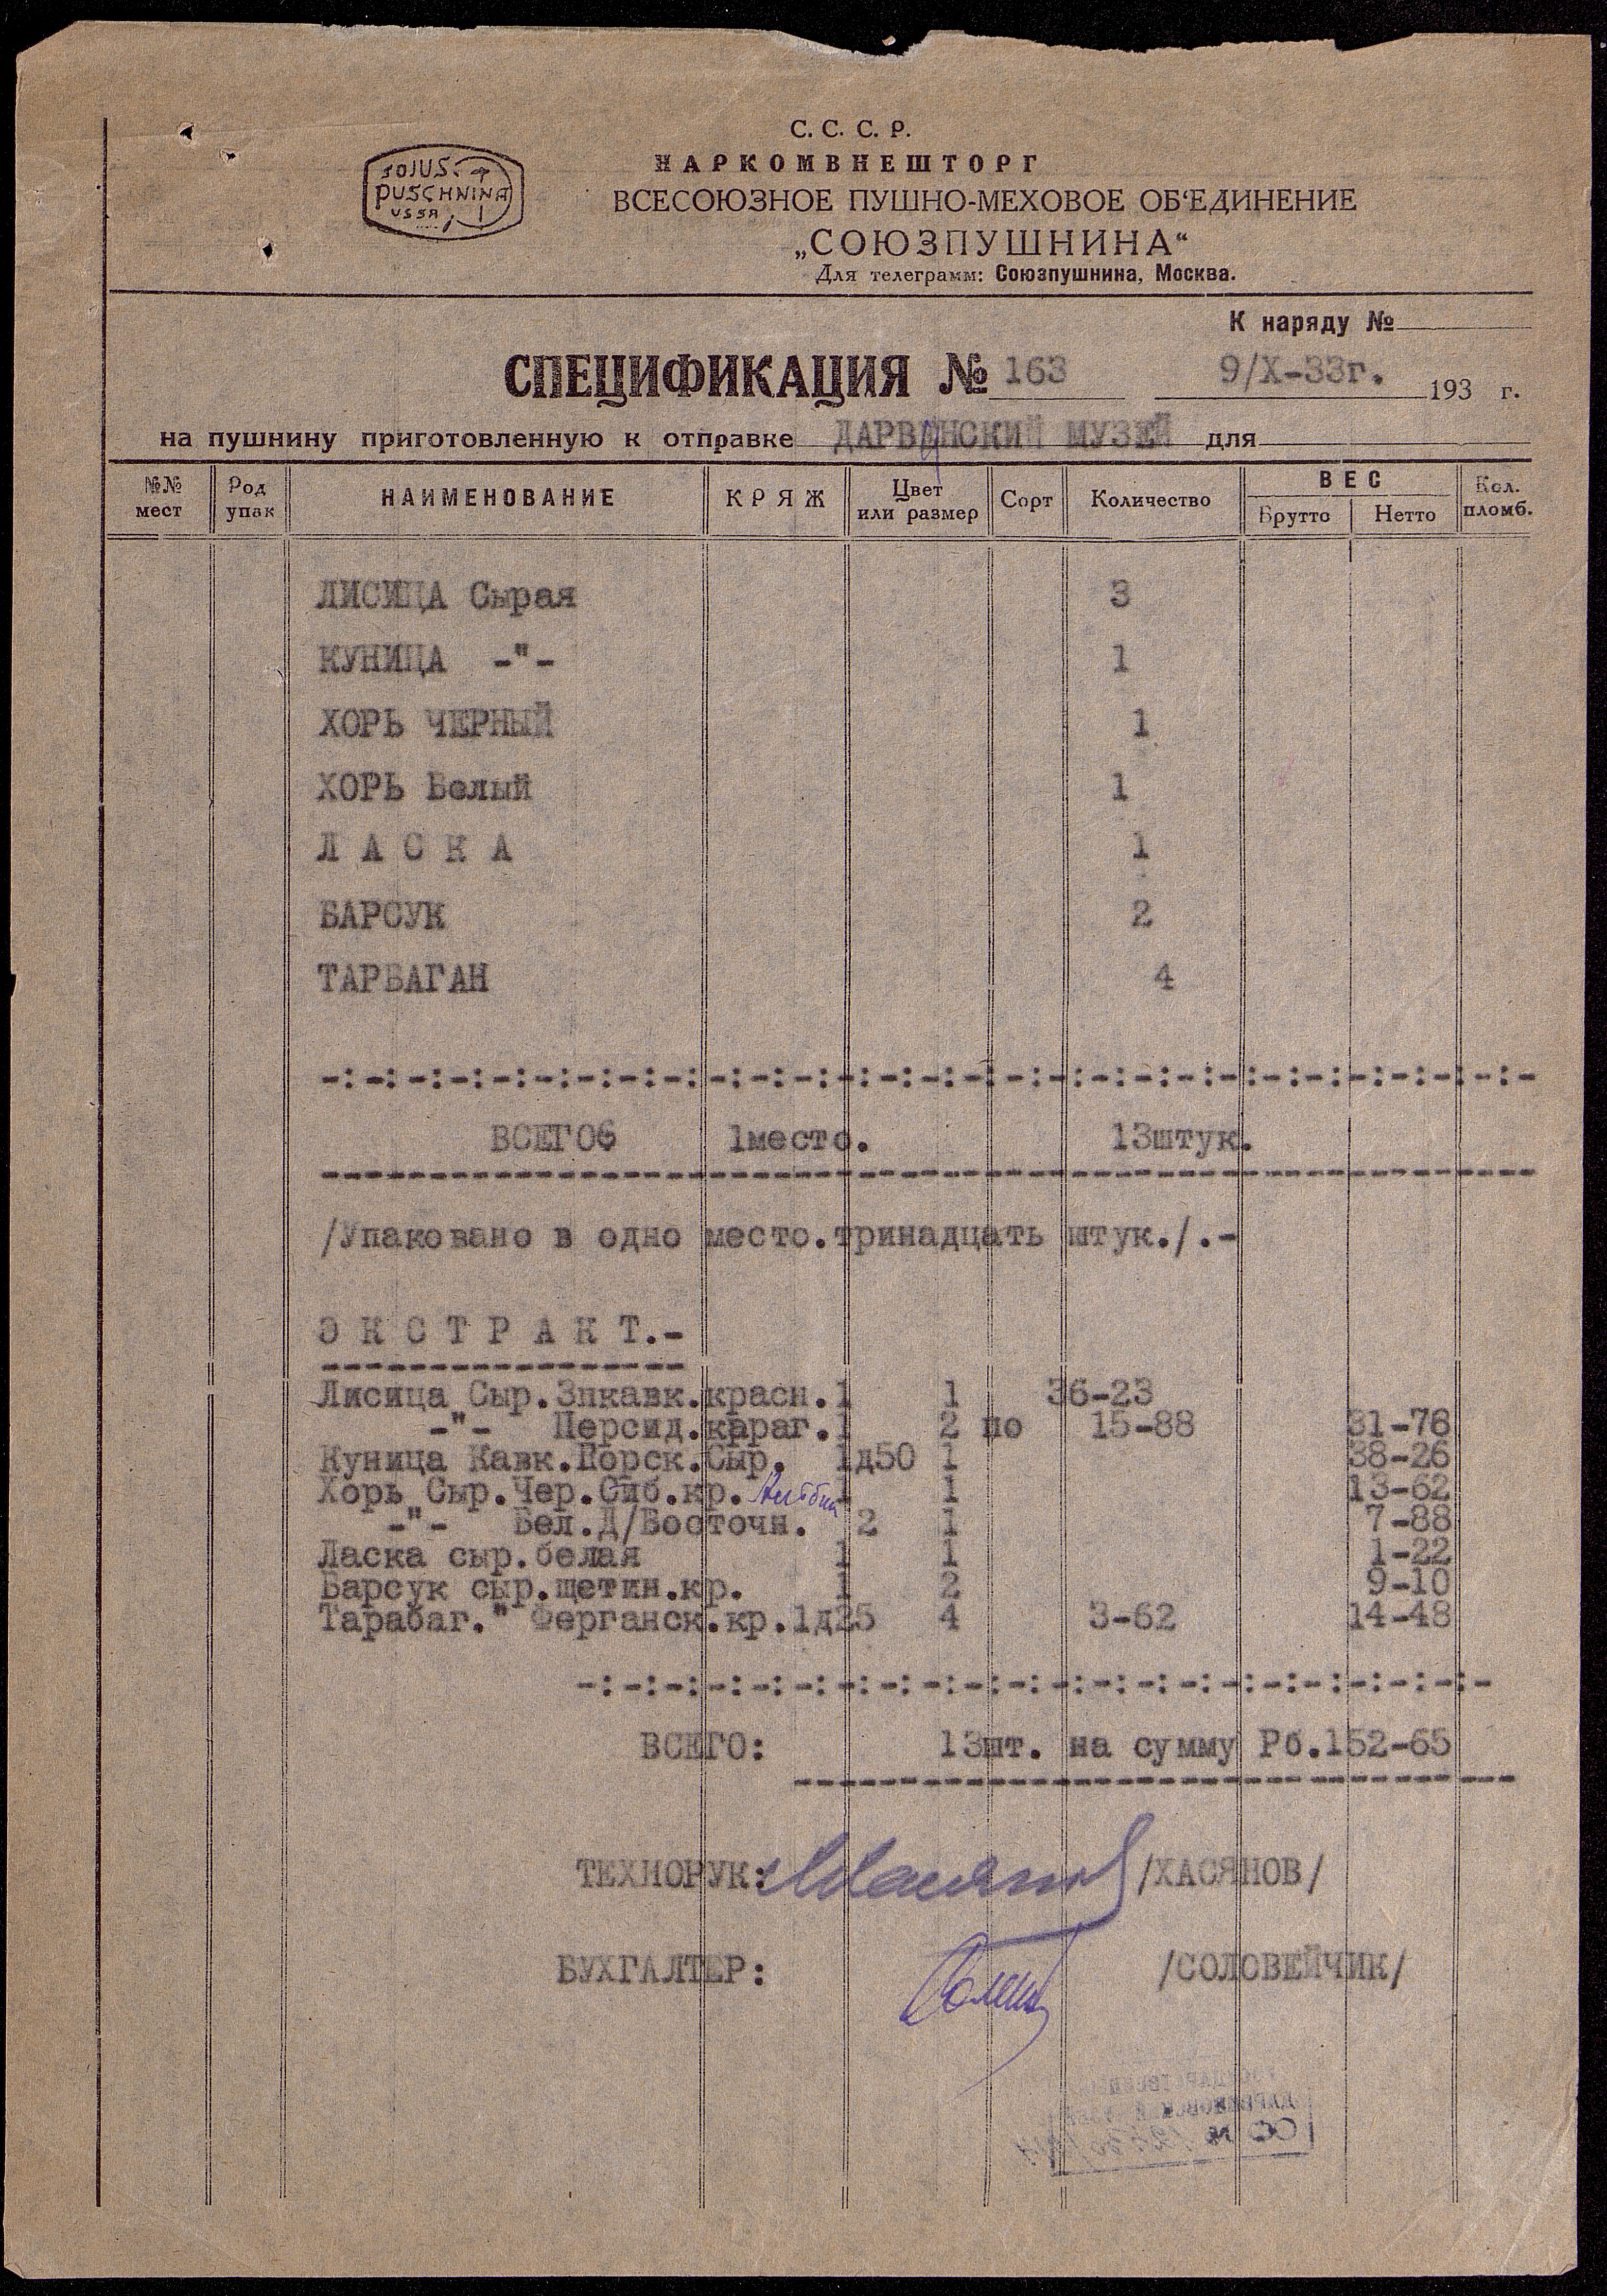 С. С. С. Р.
НАРКОМВНЕШТОРГ
SOJUS-
PUSCHNINA
USSR
ВСЕСОЮЗНОЕ ПУШНО-МЕХОВОЕ ОБ'ЕДИНЕНИЕ
„СОЮЗПУШНИНА“
Для телеграмм: Союзпушнина, Москва.
К наряду №
СПЕЦИФИКАЦИЯ № 163 9/X-33г. 193 г.
на пушнину приготовленную к отправке ДАРВИНСКИЙ МУЗЕЙ для
№№ мест Род упак НАИМЕНОВАНИЕ КРЯЖ Цвет или размер Сорт Количество ВЕС Брутто Нетто Кол. пломб.
ЛИСИЦА Сырая 3
КУНИЦА -"- 1
ХОРЬ ЧЕРНЫЙ 1
ХОРЬ Белый 1
ЛАСКА 1
БАРСУК 2
ТАРБАГАН 4
-:-:-:-:-:-:-:-:-:-:-:-:-:-:-:-:-:-:-:-:-:-:-:-:-:-:-:-:-
ВСЕГО6 1место. 13штук.
/Упаковано в одно место.тринадцать штук./.-
ЭКСТРАКТ.-
Лисица Сыр.Зпкавк.красн.1 1 36-23
-"- Персид.караг.1 2 по 15-88 31-76
Куница Кавк.Горск.Сыр. 1д50 1 38-26
Хорь Сыр.Чер.Сиб.кр. 1 1 13-62
-"- Бел.Д/Восточн. 2 1 7-88
Ласка сыр.белая 1 1 1-22
Барсук сыр.щетин.кр. 1 2 9-10
Тарабаг." Ферганск.кр.1д25 4 3-62 14-48
-:-:-:-:-:-:-:-:-:-:-:-:-:-:-:-:-:-:-:-:-:-
ВСЕГО: 13шт. на сумму Рб.152-65
ТЕХНОРУК: /ХАСЯНОВ/
БУХГАЛТЕР: /СОЛОВЕЙЧИК/